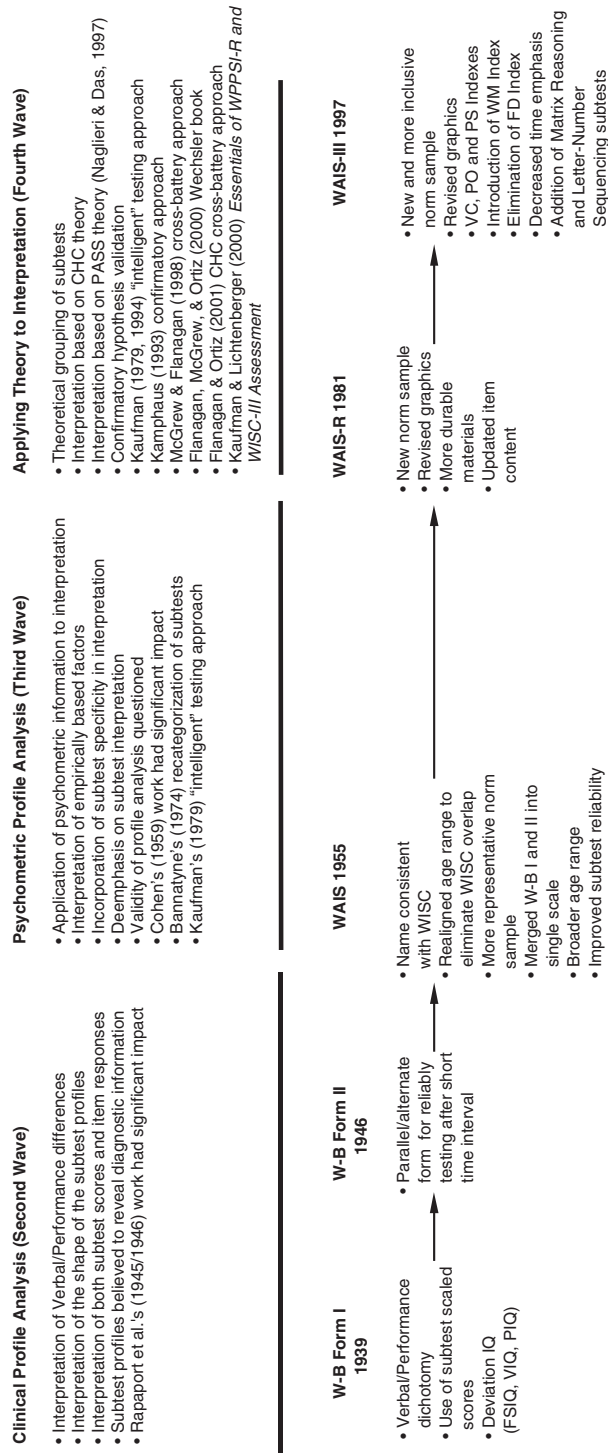 Clinical Profile Analysis (Second Wave)
• Interpretation of Verbal/Performance differences
• Interpretation of the shape of the subtest profiles
• Interpretation of both subtest scores and item responses
• Subtest profiles believed to reveal diagnostic information
• Rapaport et al.'s (1945/1946) work had significant impact
Psychometric Profile Analysis (Third Wave)
• Application of psychometric information to interpretation
• Interpretation of empirically based factors
• Incorporation of subtest specificity in interpretation
• Deemphasis on subtest interpretation
• Validity of profile analysis questioned
• Cohen's (1959) work had significant impact
• Bannatyne's (1974) recategorization of subtests
• Kaufman's (1979) “intelligent” testing approach
Applying Theory to Interpretation (Fourth Wave)
• Theoretical grouping of subtests
• Interpretation based on CHC theory
• Interpretation based on PASS theory (Naglieri & Das, 1997)
• Confirmatory hypothesis validation
• Kaufman (1979, 1994) “intelligent” testing approach
• Kamphaus (1993) confirmatory approach
• McGrew & Flanagan (1998) cross-battery approach
• Flanagan, McGrew, & Ortiz (2000) Wechsler book
• Flanagan & Ortiz (2001) CHC cross-battery approach
• Kaufman & Lichtenberger (2000) Essentials of WPPSI-R and
WISC-III Assessment
W-B Form I
1939
• Verbal/Performance
dichotomy
• Use of subtest scaled
scores
• Deviation IQ
(FSIQ, VIQ, PIQ)
W-B Form II
1946
• Parallel/alternate
form for reliably
testing after short
time interval
WAIS 1955
• Name consistent
with WISC
• Realigned age range to
eliminate WISC overlap
• More representative norm
sample
• Merged W-B I and II into
single scale
• Broader age range
• Improved subtest reliability
WAIS-R 1981
• New norm sample
• Revised graphics
• More durable
materials
• Updated item
content
WAIS-III 1997
• New and more inclusive
norm sample
• Revised graphics
• VC, PO and PS Indexes
• Introduction of WM Index
• Elimination of FD Index
• Decreased time emphasis
• Addition of Matrix Reasoning
and Letter-Number
Sequencing subtests